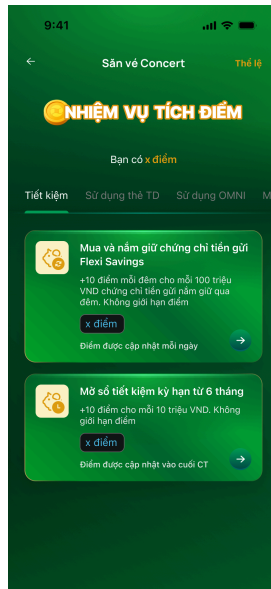 9:41
Săn vé Concert
Thể lệ
NHIỆM VỤ TÍCH ĐIỂM
Bạn có x điểm
Tiết kiệm
Sử dụng thẻ TD
Sử dụng OMNI
M
Mua và nắm giữ chứng chỉ tiền gửi
Flexi Savings
+10 điểm mỗi đêm cho mỗi 100 triệu
VND chứng chỉ tiền gửi nắm giữ qua
đêm. Không giới hạn điểm
x điểm
Điểm được cập nhật mỗi ngày
Mở sổ tiết kiệm kỳ hạn từ 6 tháng
+10 điểm cho mỗi 10 triệu VND. Không
giới hạn điểm
x điểm
Điểm được cập nhật vào cuối CT